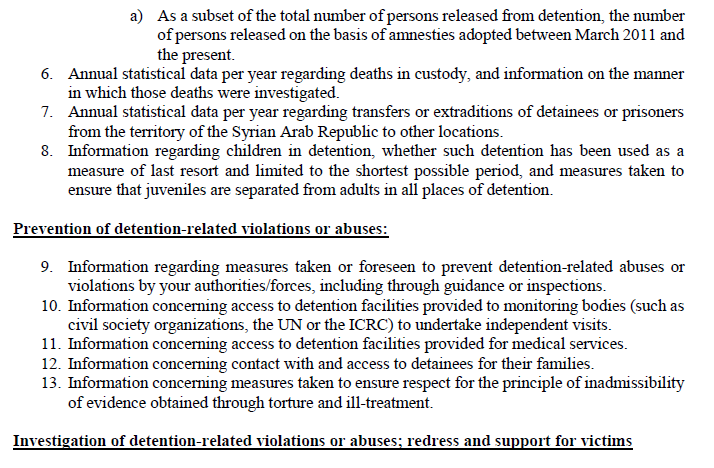 a) As a subset of the total number of persons released from detention, the number
of persons released on the basis of amnesties adopted between March 2011 and
the present.
6. Annual statistical data per year regarding deaths in custody, and information on the manner
in which those deaths were investigated.
7. Annual statistical data per year regarding transfers or extraditions of detainees or prisoners
from the territory of the Syrian Arab Republic to other locations.
8. Information regarding children in detention, whether such detention has been used as a
measure of last resort and limited to the shortest possible period, and measures taken to
ensure that juveniles are separated from adults in all places of detention.
Prevention of detention-related violations or abuses:
9. Information regarding measures taken or foreseen to prevent detention-related abuses or
violations by your authorities/forces, including through guidance or inspections.
10. Information concerning access to detention facilities provided to monitoring bodies (such as
civil society organizations, the UN or the ICRC) to undertake independent visits.
11. Information concerning access to detention facilities provided for medical services.
12. Information concerning contact with and access to detainees for their families.
13. Information concerning measures taken to ensure respect for the principle of inadmissibility
of evidence obtained through torture and ill-treatment.
Investigation of detention-related violations or abuses; redress and support for victims